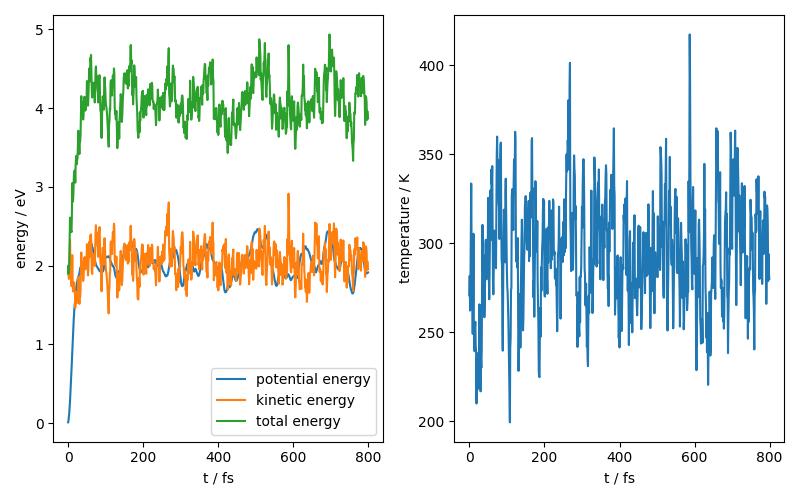 energy / eV
5
4
3
2
1
0
0 200 400 600 800
t / fs
potential energy
kinetic energy
total energy
temperature / K
400
350
300
250
200
0 200 400 600 800
t / fs